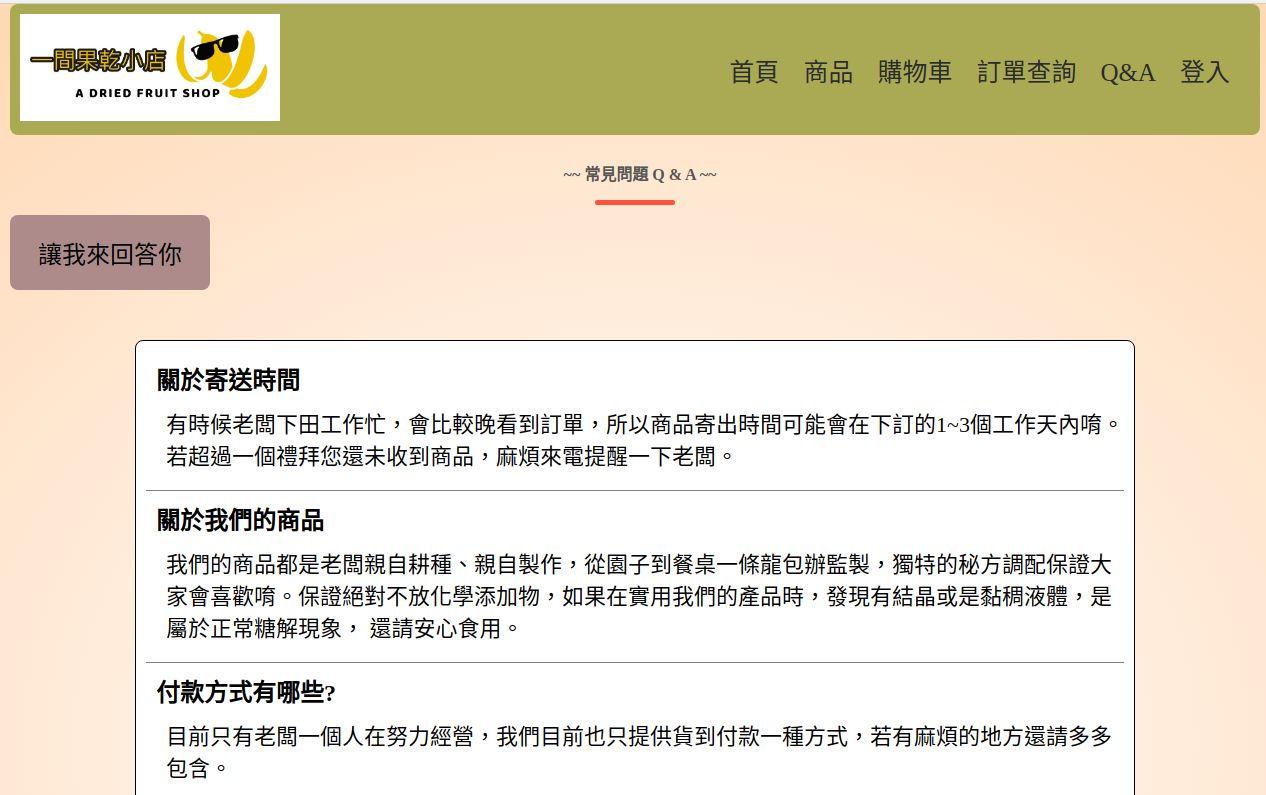 一間果乾小店
A DRIED FRUIT SHOP
首頁 商品 購物車 訂單查詢 Q&A 登入
~~ 常見問題 Q & A ~~
讓我來回答你
關於寄送時間
有時候老闆下田工作忙，會比較晚看到訂單，所以商品寄出時間可能會在下訂的1~3個工作天內唷。
若超過一個禮拜您還未收到商品，麻煩來電提醒一下老闆。
關於我們的商品
我們的商品都是老闆親自耕種、親自製作，從園子到餐桌一條龍包辦監製，獨特的秘方調配保證大
家會喜歡唷。保證絕對不放化學添加物，如果在實用我們的產品時，發現有結晶或是黏稠液體，是
屬於正常糖解現象， 還請安心食用。
付款方式有哪些?
目前只有老闆一個人在努力經營，我們目前也只提供貨到付款一種方式，若有麻煩的地方還請多多
包含。